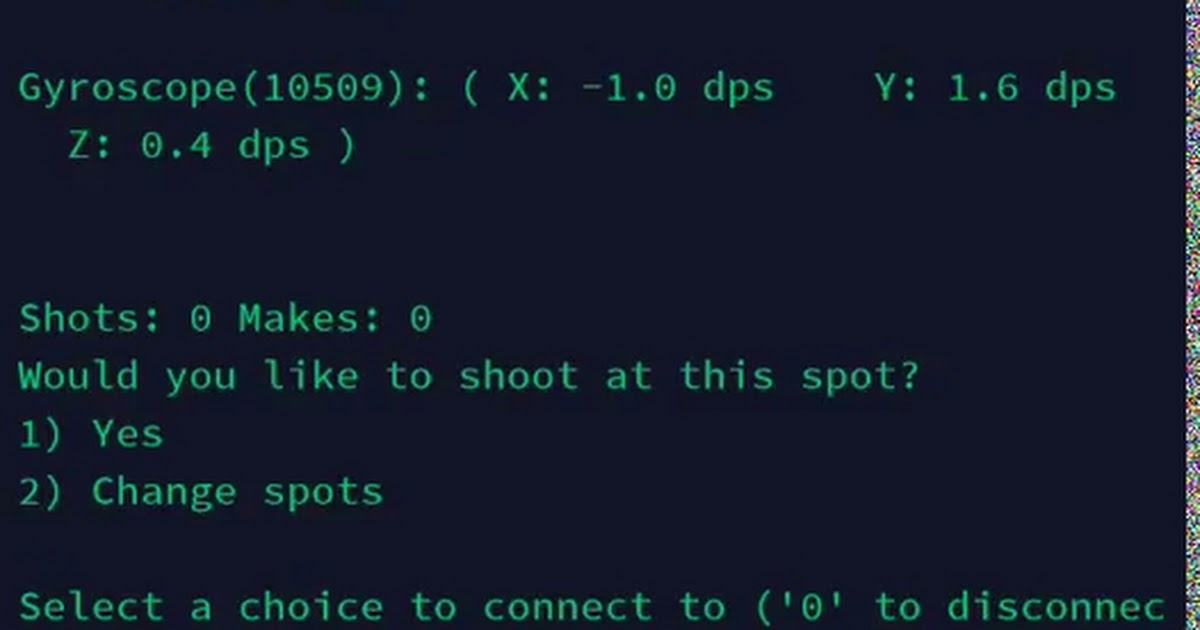 Gyroscope(10509): ( X: -1.0 dps    Y: 1.6 dps
  Z: 0.4 dps )
Shots: 0 Makes: 0
Would you like to shoot at this spot?
1) Yes
2) Change spots
Select a choice to connect to ('0' to disconnec